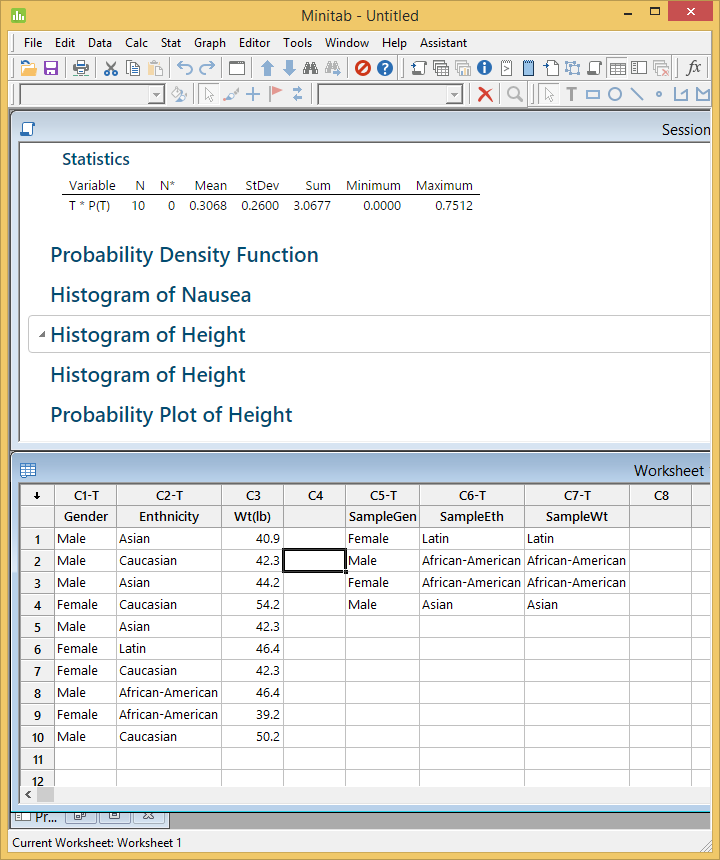 Minitab - Untitled
File Edit Data Calc Stat Graph Editor Tools Window Help Assistant
fx
T
Session
Statistics
Variable N N* Mean StDev Sum Minimum Maximum
T * P(T) 10 0 0.3068 0.2600 3.0677 0.0000 0.7512
Probability Density Function
Histogram of Nausea
Histogram of Height
Histogram of Height
Probability Plot of Height
Worksheet
C1-T C2-T C3 C4 C5-T C6-T C7-T C8
Gender Enthnicity Wt(lb) SampleGen SampleEth SampleWt
1 Male Asian 40.9 Female Latin Latin
2 Male Caucasian 42.3 Male African-American African-American
3 Male Asian 44.2 Female African-American African-American
4 Female Caucasian 54.2 Male Asian Asian
5 Male Asian 42.3
6 Female Latin 46.4
7 Female Caucasian 42.3
8 Male African-American 46.4
9 Female African-American 39.2
10 Male Caucasian 50.2
11
12
Pr...
Current Worksheet: Worksheet 1